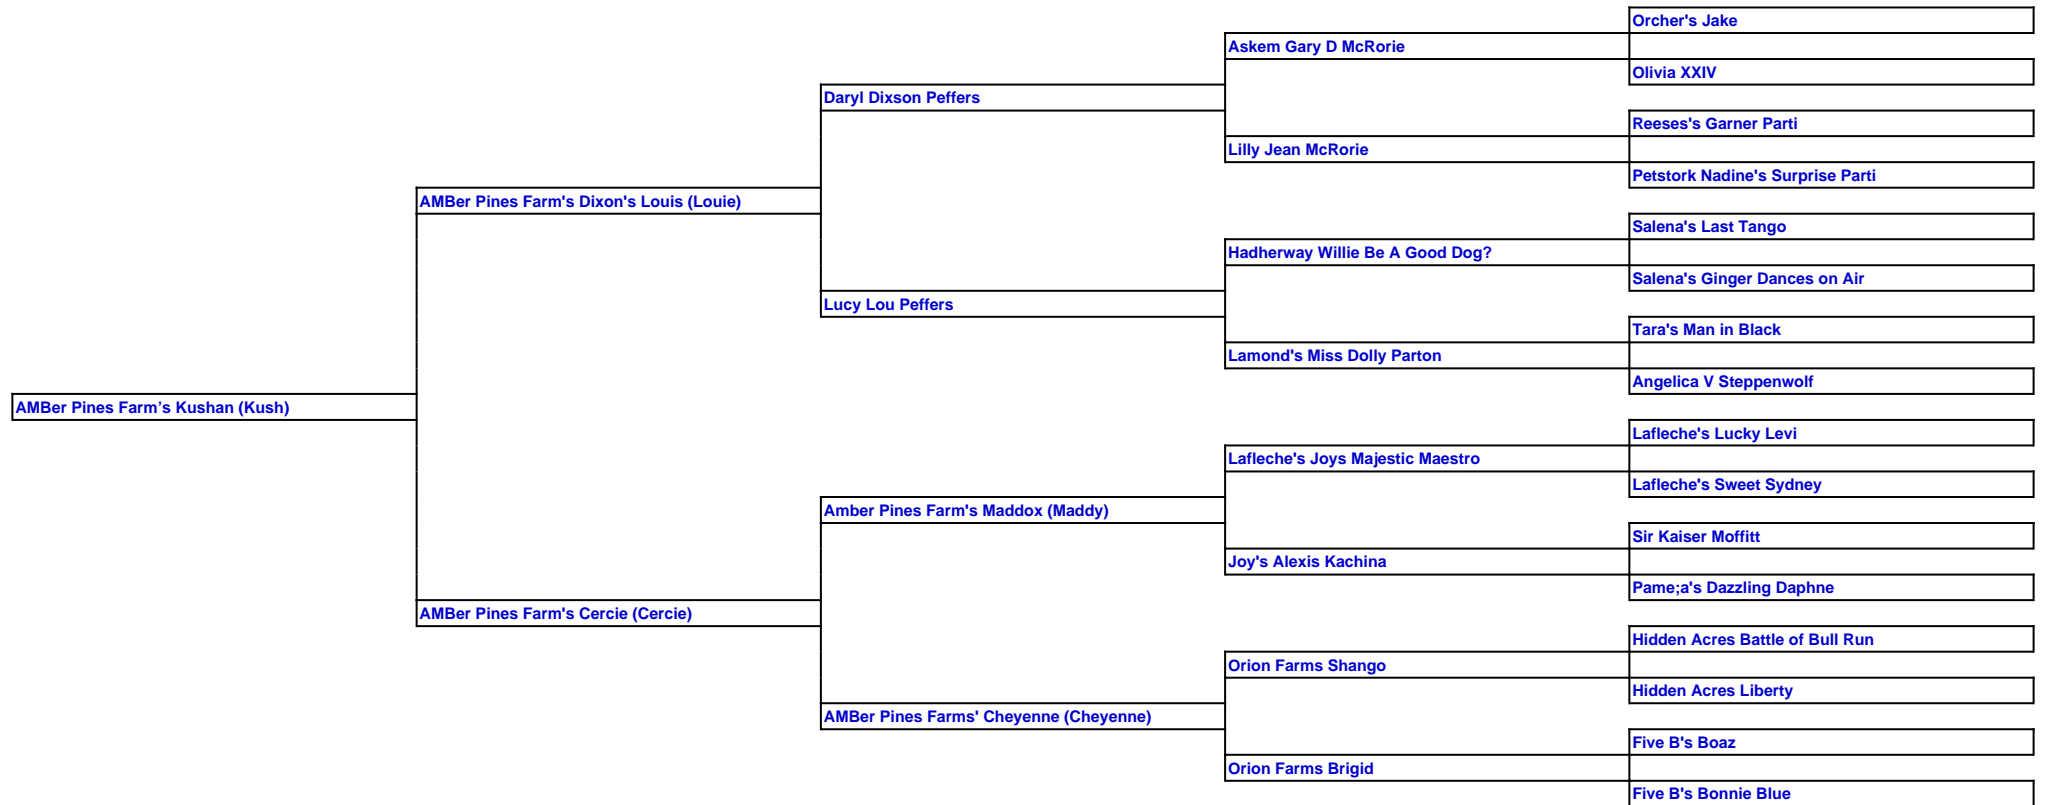 Orcher's Jake
Askem Gary D McRorie
Olivia XXIV
Daryl Dixson Peffers
Reeses's Garner Parti
Lilly Jean McRorie
Petstork Nadine's Surprise Parti
AMBer Pines Farm's Dixon's Louis (Louie)
Salena's Last Tango
Hadherway Willie Be A Good Dog?
Salena's Ginger Dances on Air
Lucy Lou Peffers
Tara's Man in Black
Lamond's Miss Dolly Parton
Angelica V Steppenwolf
AMBer Pines Farm’s Kushan (Kush)
Lafleche's Lucky Levi
Lafleche's Joys Majestic Maestro
Lafleche's Sweet Sydney
Amber Pines Farm's Maddox (Maddy)
Sir Kaiser Moffitt
Joy's Alexis Kachina
Pame;a's Dazzling Daphne
AMBer Pines Farm's Cercie (Cercie)
Hidden Acres Battle of Bull Run
Orion Farms Shango
Hidden Acres Liberty
AMBer Pines Farms' Cheyenne (Cheyenne)
Five B's Boaz
Orion Farms Brigid
Five B's Bonnie Blue